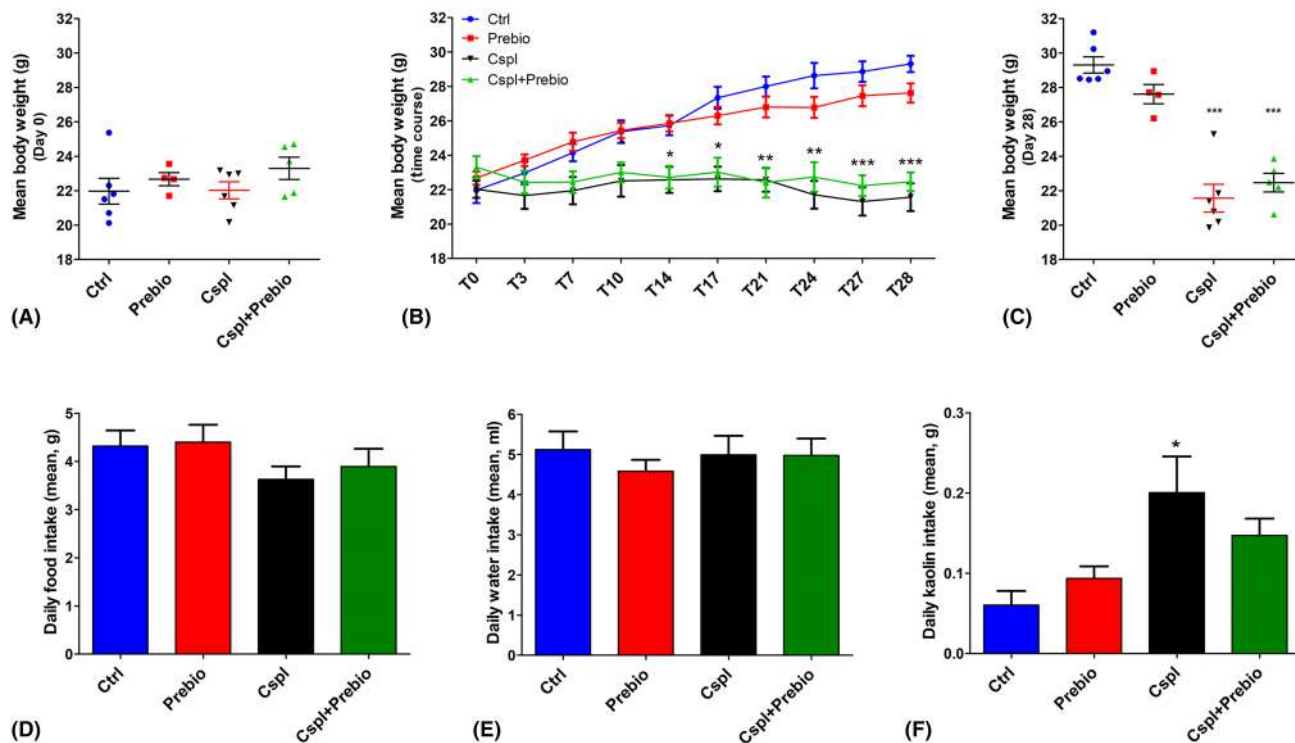 Mean body weight (g)
(Day 0)
32
30
28
26
24
22
20
18
Ctrl
Prebio
Cspl
Cspl+Prebio
(A)
Mean body weight (g)
(time course)
32
30
28
26
24
22
20
18
Ctrl
Prebio
Cspl
Cspl+Prebio
* * ** ** *** ***
T0
T3
T7
T10
T14
T17
T21
T24
T27
T28
(B)
Mean body weight (g)
(Day 28)
32
30
28
26
24
22
20
18
*** ***
Ctrl
Prebio
Cspl
Cspl+Prebio
(C)
Daily food intake (mean, g)
5
4
3
2
1
0
Ctrl
Prebio
Cspl
Cspl+Prebio
(D)
Daily water intake (mean, ml)
6
5
4
3
2
1
0
Ctrl
Prebio
Cspl
Cspl+Prebio
(E)
Daily kaolin intake (mean, g)
0.3
0.2
0.1
0.0
*
Ctrl
Prebio
Cspl
Cspl+Prebio
(F)